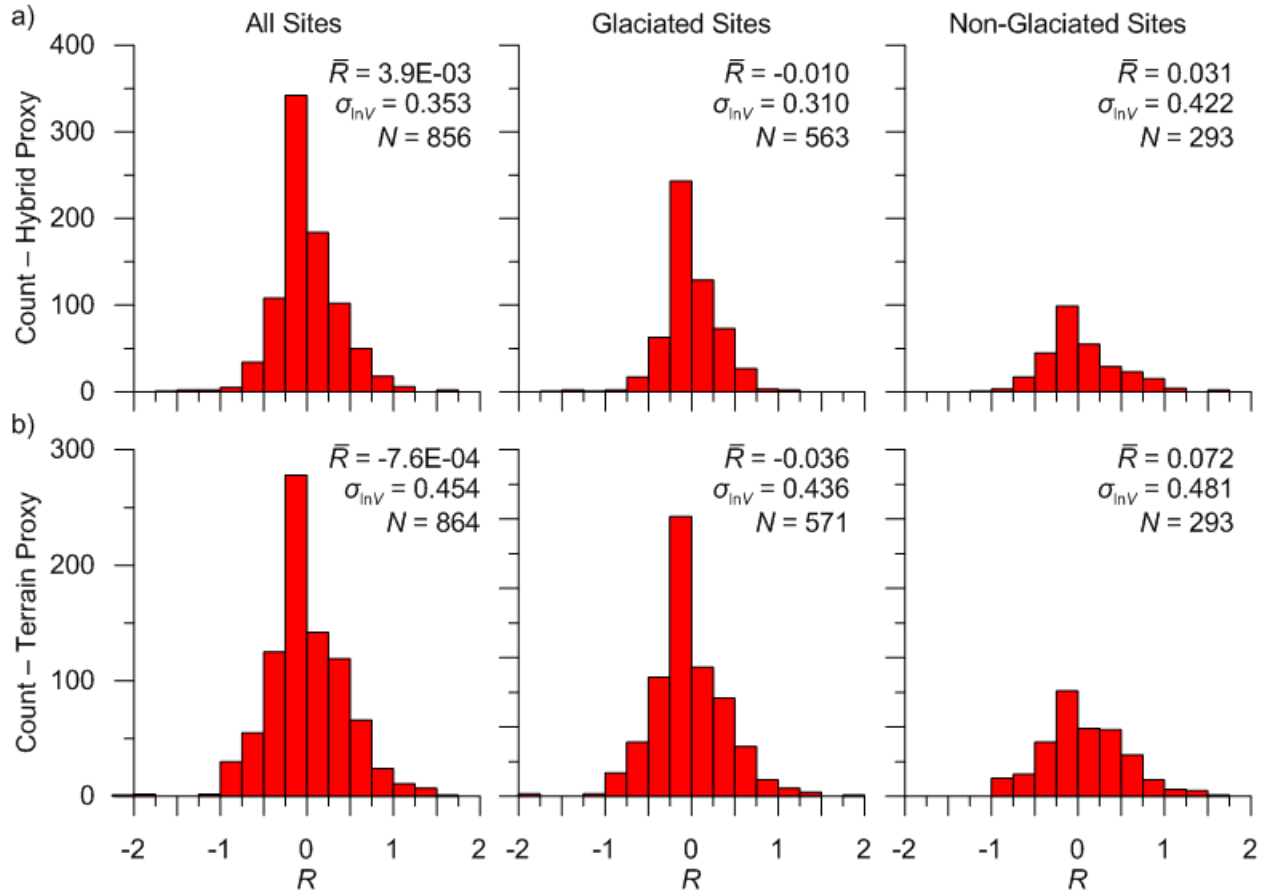 a)
All Sites
Glaciated Sites
Non-Glaciated Sites
Count – Hybrid Proxy
400
300
200
100
0
R̅ = 3.9E-03
σlnV = 0.353
N = 856
R̅ = -0.010
σlnV = 0.310
N = 563
R̅ = 0.031
σlnV = 0.422
N = 293
b)
Count – Terrain Proxy
300
200
100
0
R̅ = -7.6E-04
σlnV = 0.454
N = 864
R̅ = -0.036
σlnV = 0.436
N = 571
R̅ = 0.072
σlnV = 0.481
N = 293
-2 -1 0 1 2
R
-2 -1 0 1 2
R
-2 -1 0 1 2
R